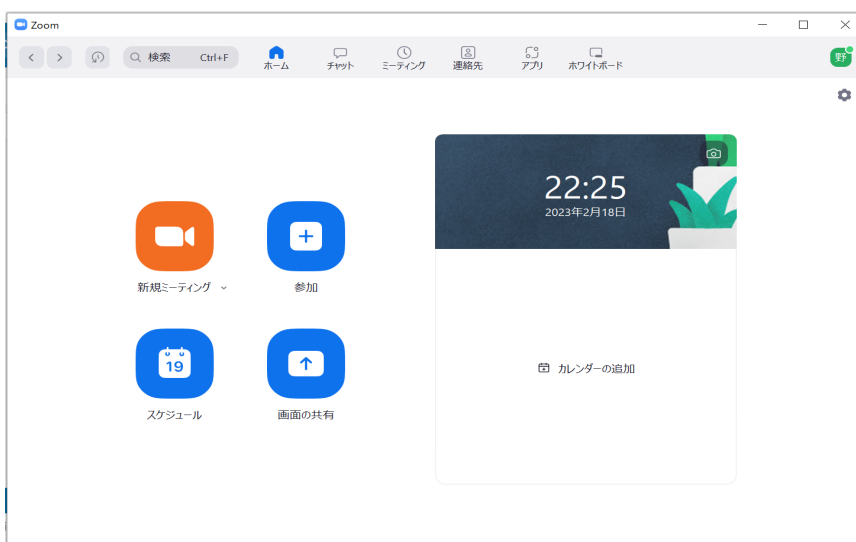 Zoom
検索 Ctrl+F
ホーム
チャット
ミーティング
連絡先
アプリ
ホワイトボード
野
22:25
2023年2月18日
新規ミーティング
参加
19
スケジュール
画面の共有
カレンダーの追加